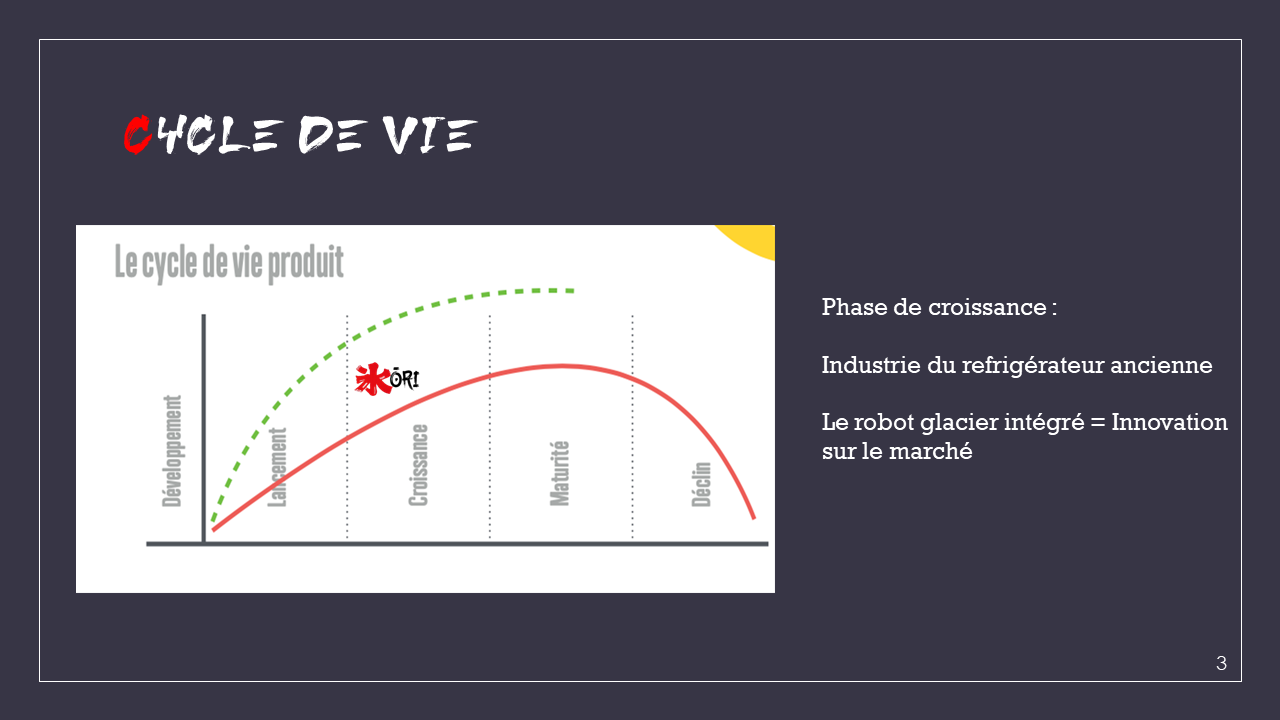 CYCLE DE VIE
Le cycle de vie produit
氷ŌRI
Développement
Lancement
Croissance
Maturité
Déclin
Phase de croissance :
Industrie du refrigérateur ancienne
Le robot glacier intégré = Innovation
sur le marché
3